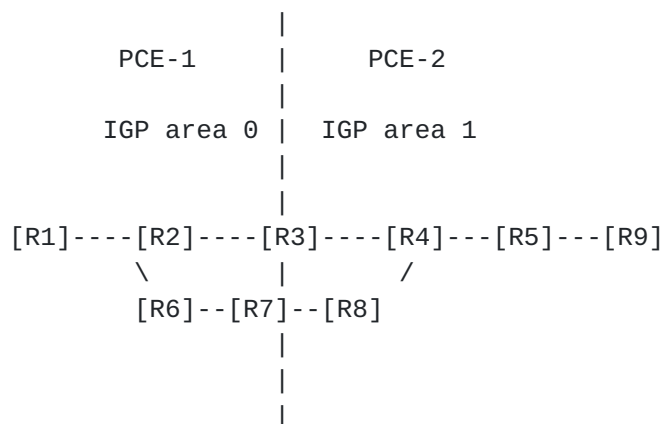 PCE-1 | PCE-2
IGP area 0 | IGP area 1
[R1]----[R2]----[R3]----[R4]---[R5]---[R9]
\ | /
[R6]--[R7]--[R8]